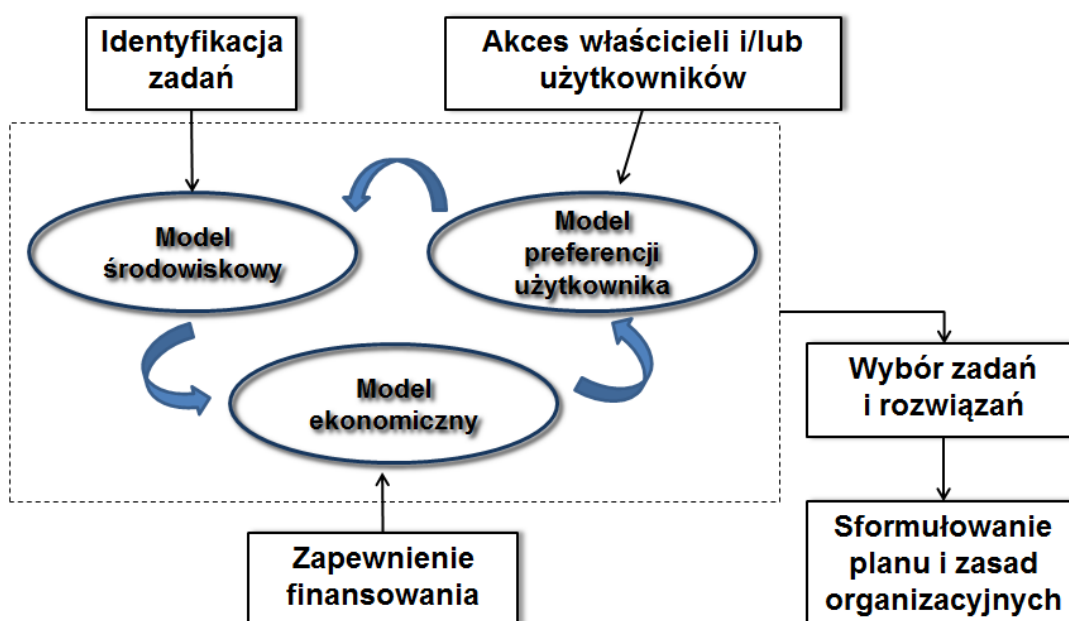 Identyfikacja
zadań
Akces właścicieli i/lub
użytkowników
Model
środowiskowy
Model
preferencji
użytkownika
Model
ekonomiczny
Wybór zadań
i rozwiązań
Zapewnienie
finansowania
Sformułowanie
planu i zasad
organizacyjnych